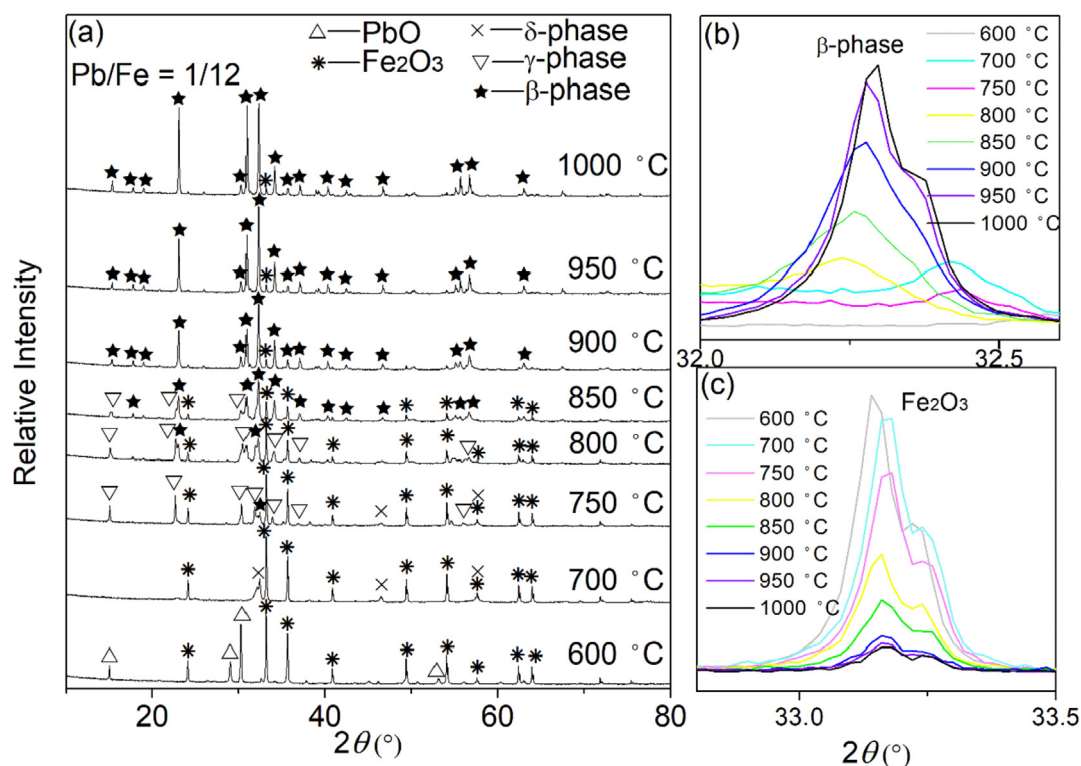 (a)
PbO
δ-phase
Fe2O3
γ-phase
Pb/Fe = 1/12
β-phase
1000 °C
950 °C
900 °C
850 °C
800 °C
750 °C
700 °C
600 °C
Relative Intensity
20 40 60 80
10
2θ (°)
(b)
β-phase
600 °C
700 °C
750 °C
800 °C
850 °C
900 °C
950 °C
1000 °C
32.0 32.5
(c)
Fe2O3
600 °C
700 °C
750 °C
800 °C
850 °C
900 °C
950 °C
1000 °C
33.0 33.5
2θ (°)